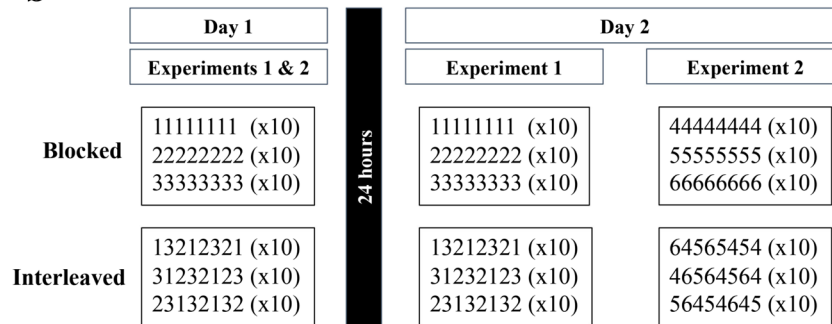 Day 1
Day 2
Experiments 1 & 2
Experiment 1
Experiment 2
24 hours
Blocked
11111111 (x10)
22222222 (x10)
33333333 (x10)
11111111 (x10)
22222222 (x10)
33333333 (x10)
44444444 (x10)
55555555 (x10)
66666666 (x10)
Interleaved
13212321 (x10)
31232123 (x10)
23132132 (x10)
13212321 (x10)
31232123 (x10)
23132132 (x10)
64565454 (x10)
46564564 (x10)
56454645 (x10)